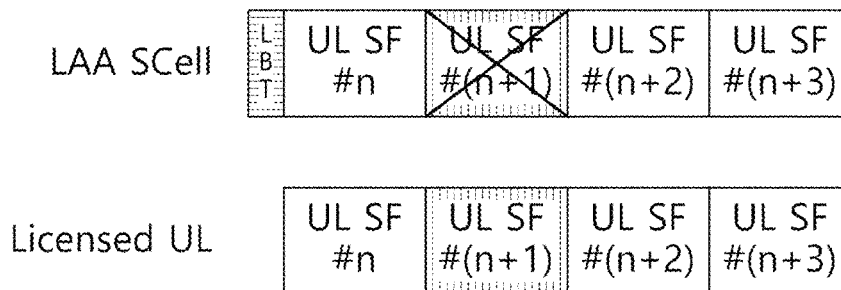 LAA SCell
L
B
T
UL SF
#n
UL SF
#(n+1)
UL SF
#(n+2)
UL SF
#(n+3)
Licensed UL
UL SF
#n
UL SF
#(n+1)
UL SF
#(n+2)
UL SF
#(n+3)